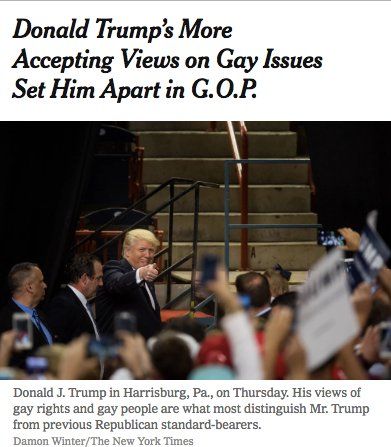 Donald Trump’s More
Accepting Views on Gay Issues
Set Him Apart in G.O.P.
Donald J. Trump in Harrisburg, Pa., on Thursday. His views of
gay rights and gay people are what most distinguish Mr. Trump
from previous Republican standard-bearers.
Damon Winter/The New York Times